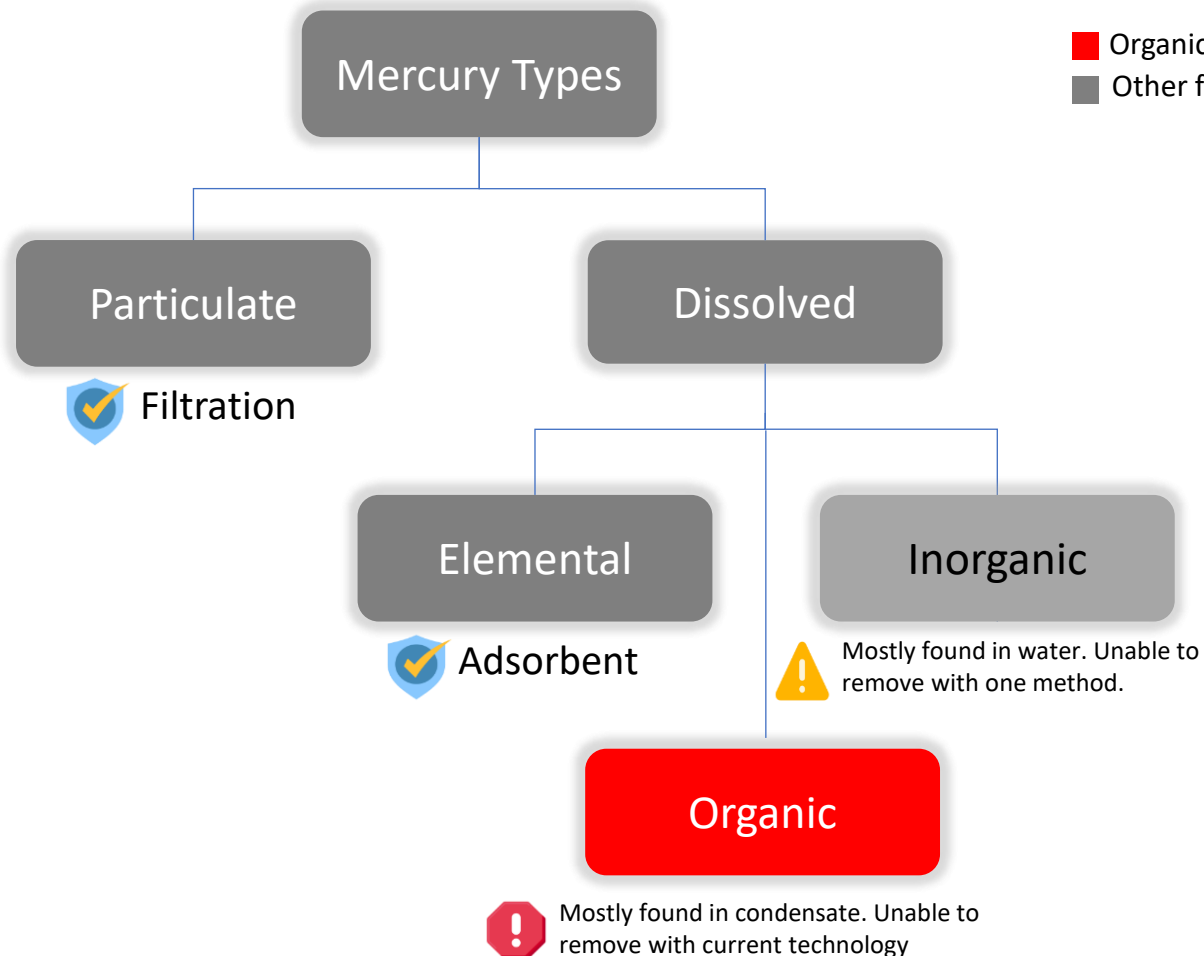 Mercury Types
Organic
Other f
Particulate
Dissolved
Filtration
Elemental
Inorganic
Adsorbent
Mostly found in water. Unable to
remove with one method.
Organic
Mostly found in condensate. Unable to
remove with current technology